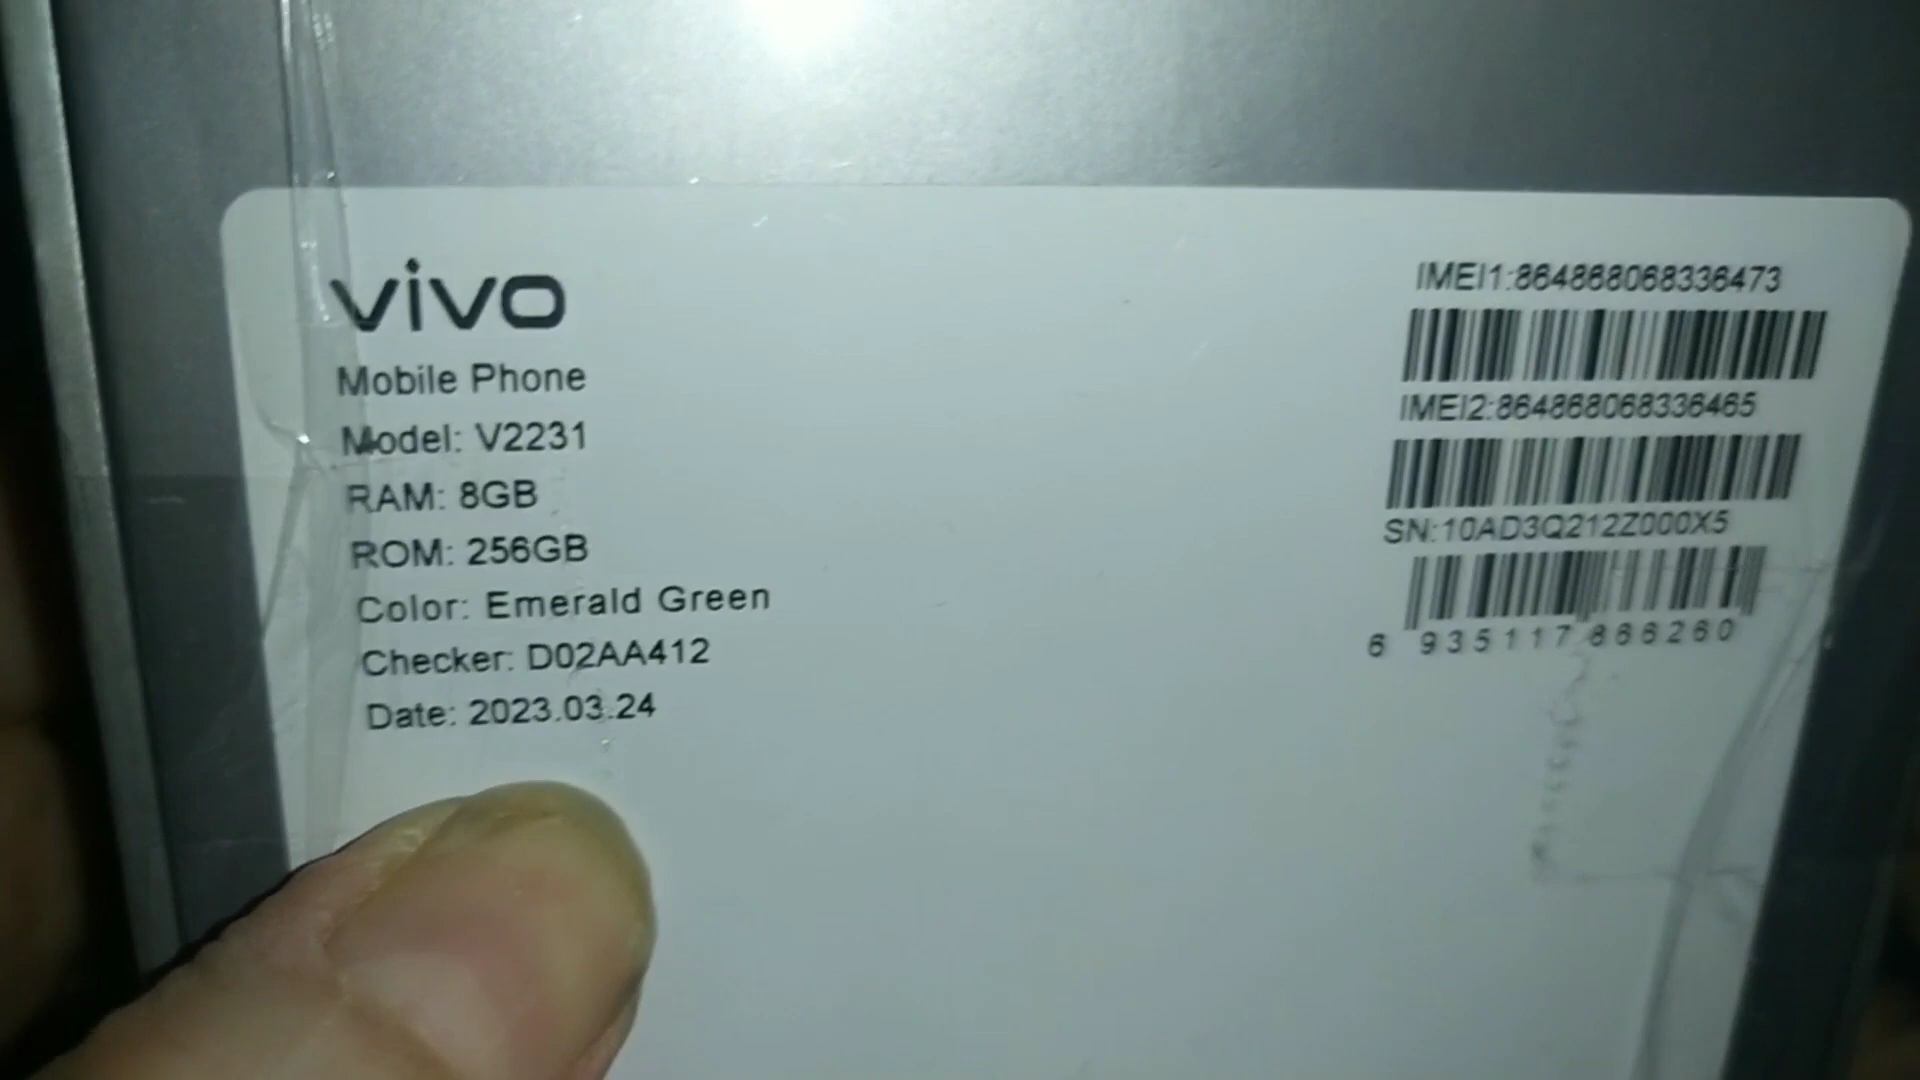 vivo
Mobile Phone
Model: V2231
RAM: 8GB
ROM: 256GB
Color: Emerald Green
Checker: D02AA412
Date: 2023.03.24
IMEI1:864868068336473
IMEI2:864868068336465
SN:10AD3Q212Z000X5
6 935117 866260